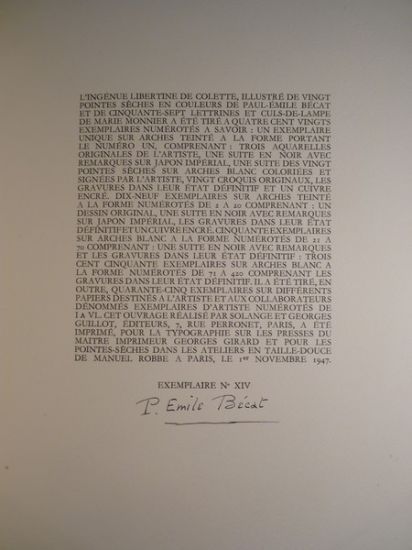 L'INGÉNUE LIBERTINE DE COLETTE, ILLUSTRÉ DE VINGT
POINTES SÈCHES EN COULEURS DE PAUL-ÉMILE BÉCAT
ET DE CINQUANTE-SEPT LETTRINES ET CULS-DE-LAMPE
DE MARIE MONNIER A ÉTÉ TIRÉ A QUATRE CENT VINGTS
EXEMPLAIRES NUMÉROTÉS A SAVOIR : UN EXEMPLAIRE
UNIQUE SUR ARCHES TEINTÉ A LA FORME PORTANT
LE NUMÉRO UN, COMPRENANT : TROIS AQUARELLES
ORIGINALES DE L'ARTISTE, UNE SUITE EN NOIR AVEC
REMARQUES SUR JAPON IMPÉRIAL, UNE SUITE DES VINGT
POINTES SÈCHES SUR ARCHES BLANC COLORIÉES ET
SIGNÉES PAR L'ARTISTE, VINGT CROQUIS ORIGINAUX, LES
GRAVURES DANS LEUR ÉTAT DÉFINITIF ET UN CUIVRE
ENCRÉ. DIX-NEUF EXEMPLAIRES SUR ARCHES TEINTÉ
A LA FORME NUMÉROTÉS DE 2 A 20 COMPRENANT : UN
DESSIN ORIGINAL, UNE SUITE EN NOIR AVEC REMARQUES
SUR JAPON IMPÉRIAL, LES GRAVURES DANS LEUR ÉTAT
DÉFINITIF ET UN CUIVRE ENCRÉ. CINQUANTE EXEMPLAIRES
SUR ARCHES BLANC A LA FORME NUMÉROTÉS DE 21 A
70 COMPRENANT : UNE SUITE EN NOIR AVEC REMARQUES
ET LES GRAVURES DANS LEUR ÉTAT DÉFINITIF : TROIS
CENT CINQUANTE EXEMPLAIRES SUR ARCHES BLANC A
LA FORME NUMÉROTÉS DE 71 A 420 COMPRENANT LES
GRAVURES DANS LEUR ÉTAT DÉFINITIF. IL A ÉTÉ TIRÉ, EN
OUTRE, QUARANTE-CINQ EXEMPLAIRES SUR DIFFÉRENTS
PAPIERS DESTINÉS A L'ARTISTE ET AUX COLLABORATEURS
DÉNOMMÉS EXEMPLAIRES D'ARTISTE NUMÉROTÉS DE
I A VL. CET OUVRAGE RÉALISÉ PAR SOLANGE ET GEORGES
GUILLOT, ÉDITEURS, 7, RUE PERRONET, PARIS, A ÉTÉ
IMPRIMÉ, POUR LA TYPOGRAPHIE SUR LES PRESSES DU
MAITRE IMPRIMEUR GEORGES GIRARD ET POUR LES
POINTES-SÈCHES DANS LES ATELIERS EN TAILLE-DOUCE
DE MANUEL ROBBE A PARIS, LE 1er NOVEMBRE 1947.
EXEMPLAIRE No XIV
P. Emile Bécat